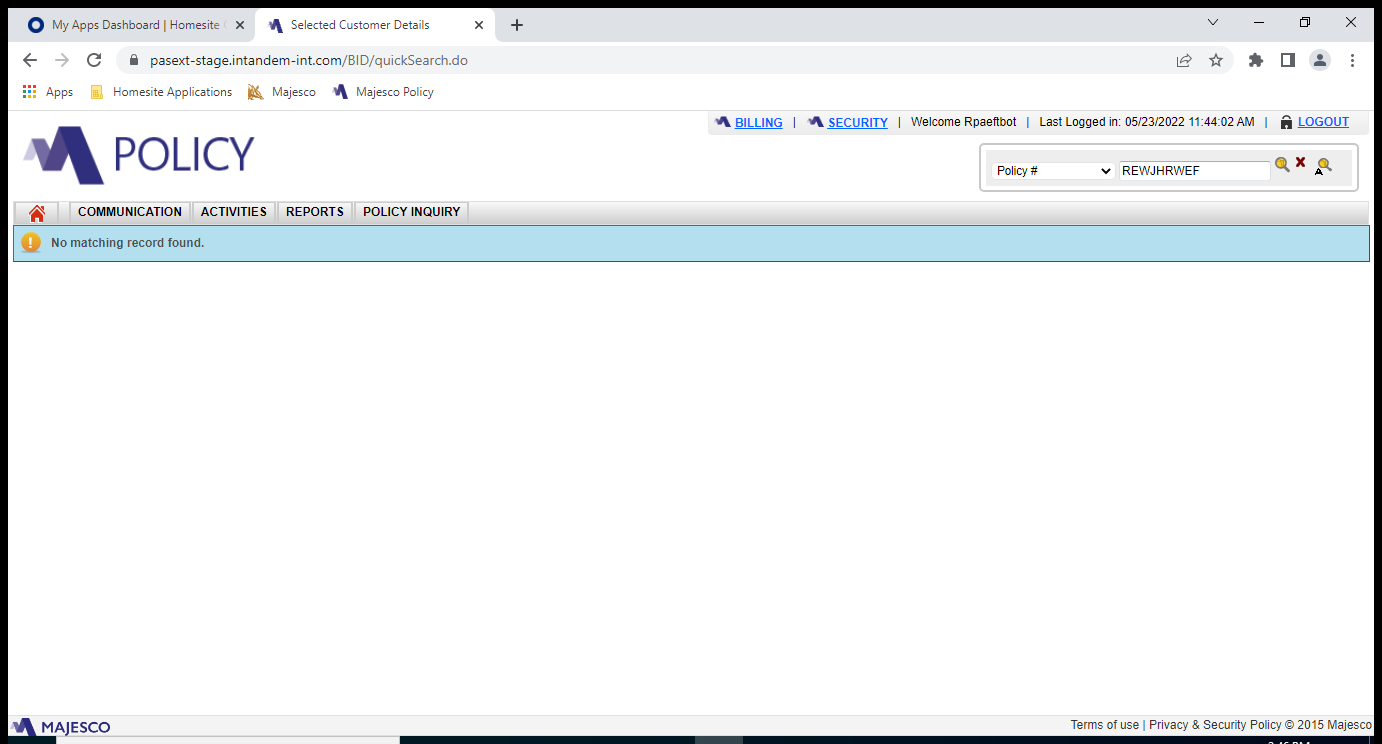 My Apps Dashboard | Homesite
Selected Customer Details
pasext-stage.intandem-int.com/BID/quickSearch.do
Apps Homesite Applications Majesco Majesco Policy
BILLING | SECURITY | Welcome Rpaeftbot | Last Logged in: 05/23/2022 11:44:02 AM | LOGOUT
POLICY
Policy # REWJHRWEF
A
COMMUNICATION ACTIVITIES REPORTS POLICY INQUIRY
No matching record found.
MAJESCO
Terms of use | Privacy & Security Policy © 2015 Majesco